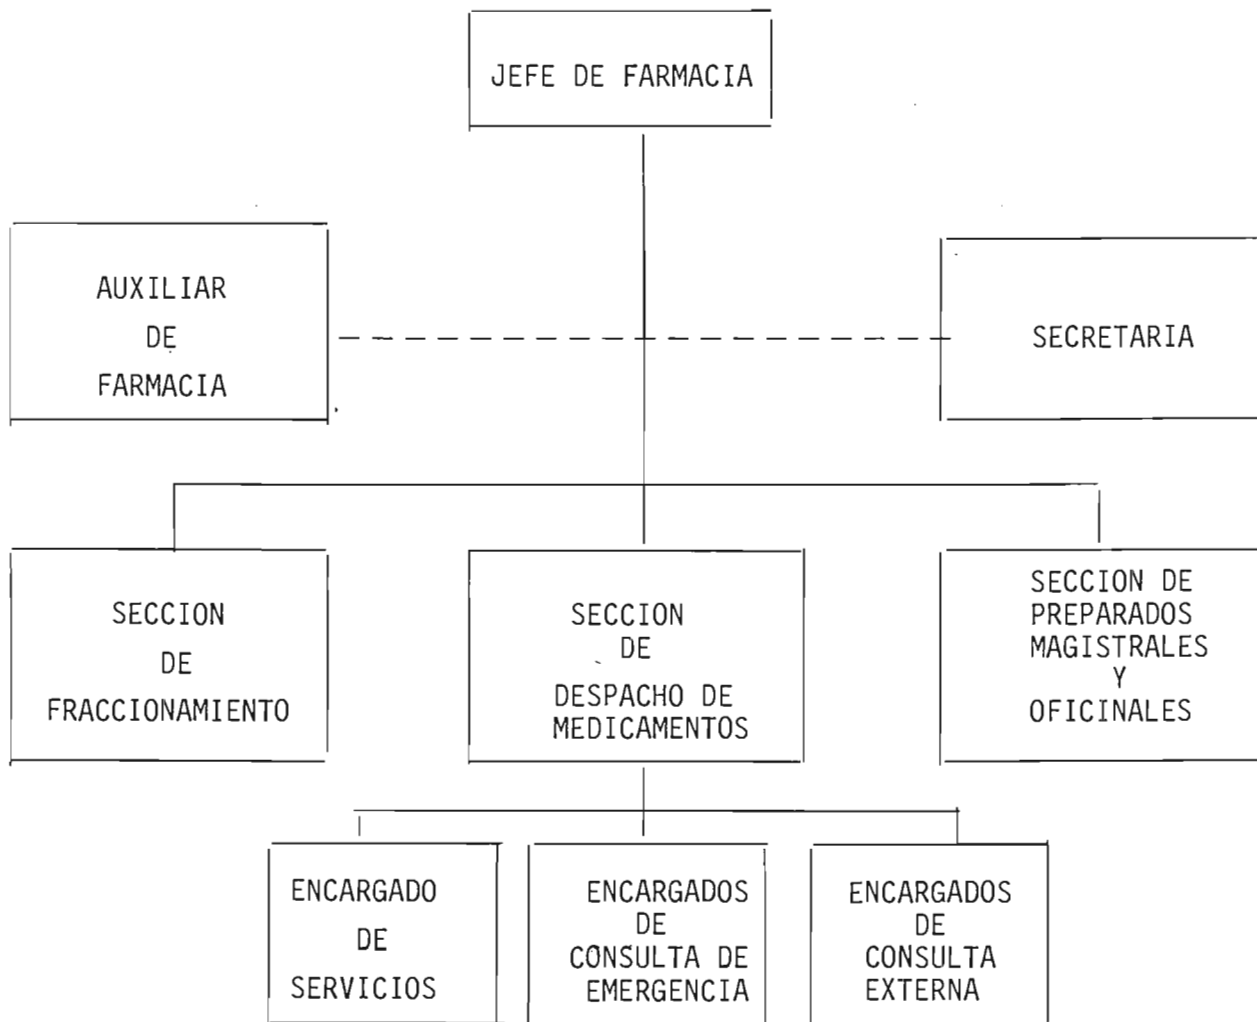 JEFE DE FARMACIA
AUXILIAR
DE
FARMACIA
SECRETARIA
SECCION
DE
FRACCIONAMIENTO
SECCION
DE
DESPACHO DE
MEDICAMENTOS
SECCION DE
PREPARADOS
MAGISTRALES
Y
OFICINALES
ENCARGADO
DE
SERVICIOS
ENCARGADOS
DE
CONSULTA DE
EMERGENCIA
ENCARGADOS
DE
CONSULTA
EXTERNA